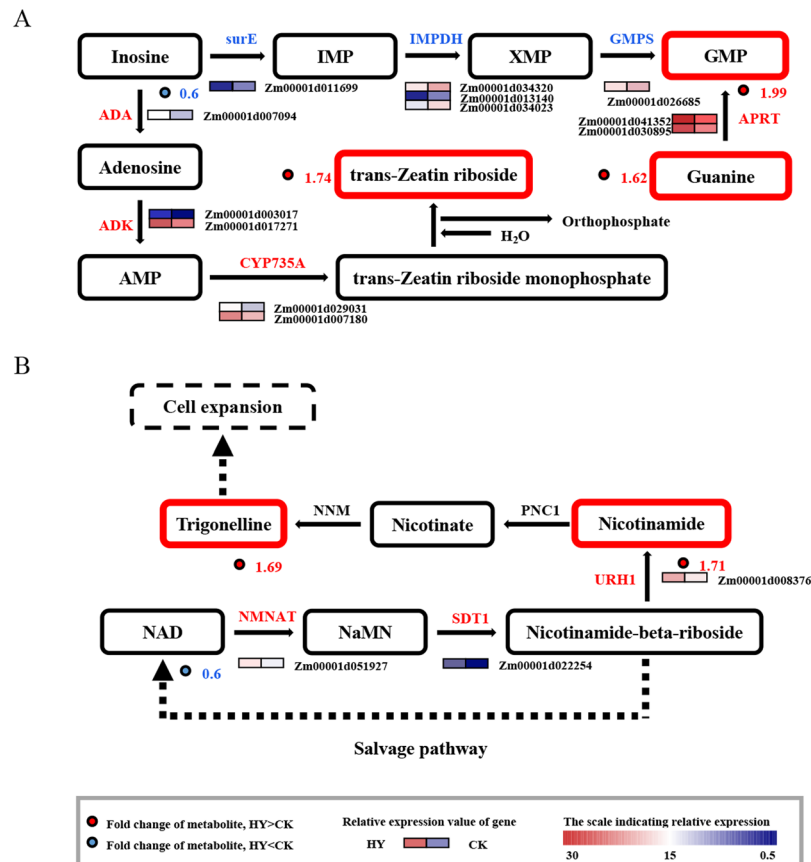 A
Inosine
surE
IMP
IMPDH
XMP
GMPS
GMP
0.6
Zm00001d011699
Zm00001d034320
Zm00001d013140
Zm00001d034023
Zm00001d026685
1.99
ADA
Zm00001d007094
Zm00001d041352
Zm00001d030895
APRT
Adenosine
1.74
trans-Zeatin riboside
1.62
Guanine
ADK
Zm00001d003017
Zm00001d017271
Orthophosphate
H₂O
AMP
CYP735A
trans-Zeatin riboside monophosphate
Zm00001d029031
Zm00001d007180
B
Cell expansion
Trigonelline
NNM
Nicotinate
PNC1
Nicotinamide
1.69
1.71
URH1
Zm00001d008376
NAD
NMNAT
NaMN
SDT1
Nicotinamide-beta-riboside
0.6
Zm00001d051927
Zm00001d022254
Salvage pathway
Fold change of metabolite, HY>CK
Relative expression value of gene
The scale indicating relative expression
Fold change of metabolite, HY<CK
HY
CK
30
15
0.5